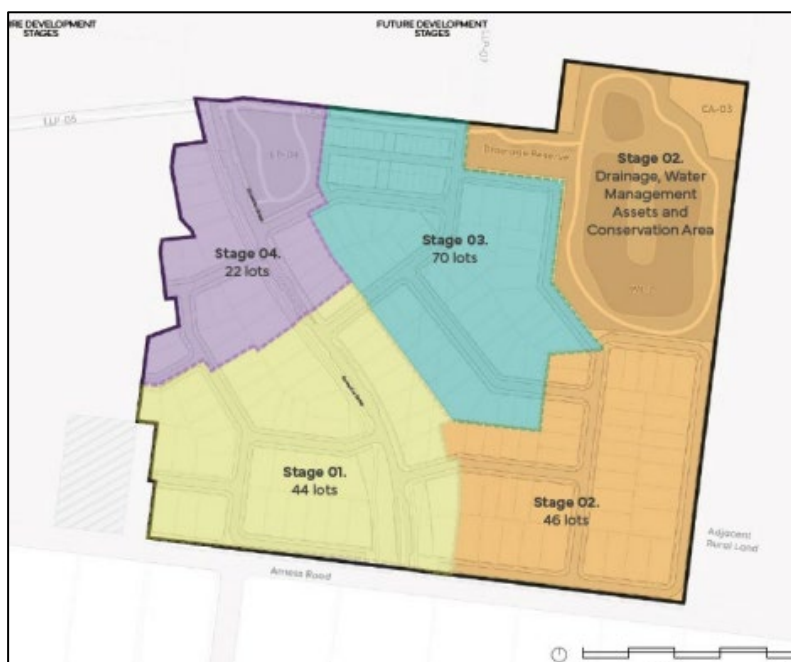 RE DEVELOPMENT
STAGES
FUTURE DEVELOPMENT
STAGES
LLP-05
CA-03
Drainage Reserve
Stage 02.
Drainage, Water
Management
Assets and
Conservation Area
Stage 04.
22 lots
Stage 03.
70 lots
Stage 01.
44 lots
Stage 02.
46 lots
Adjacent
Rural Land
Amess Road